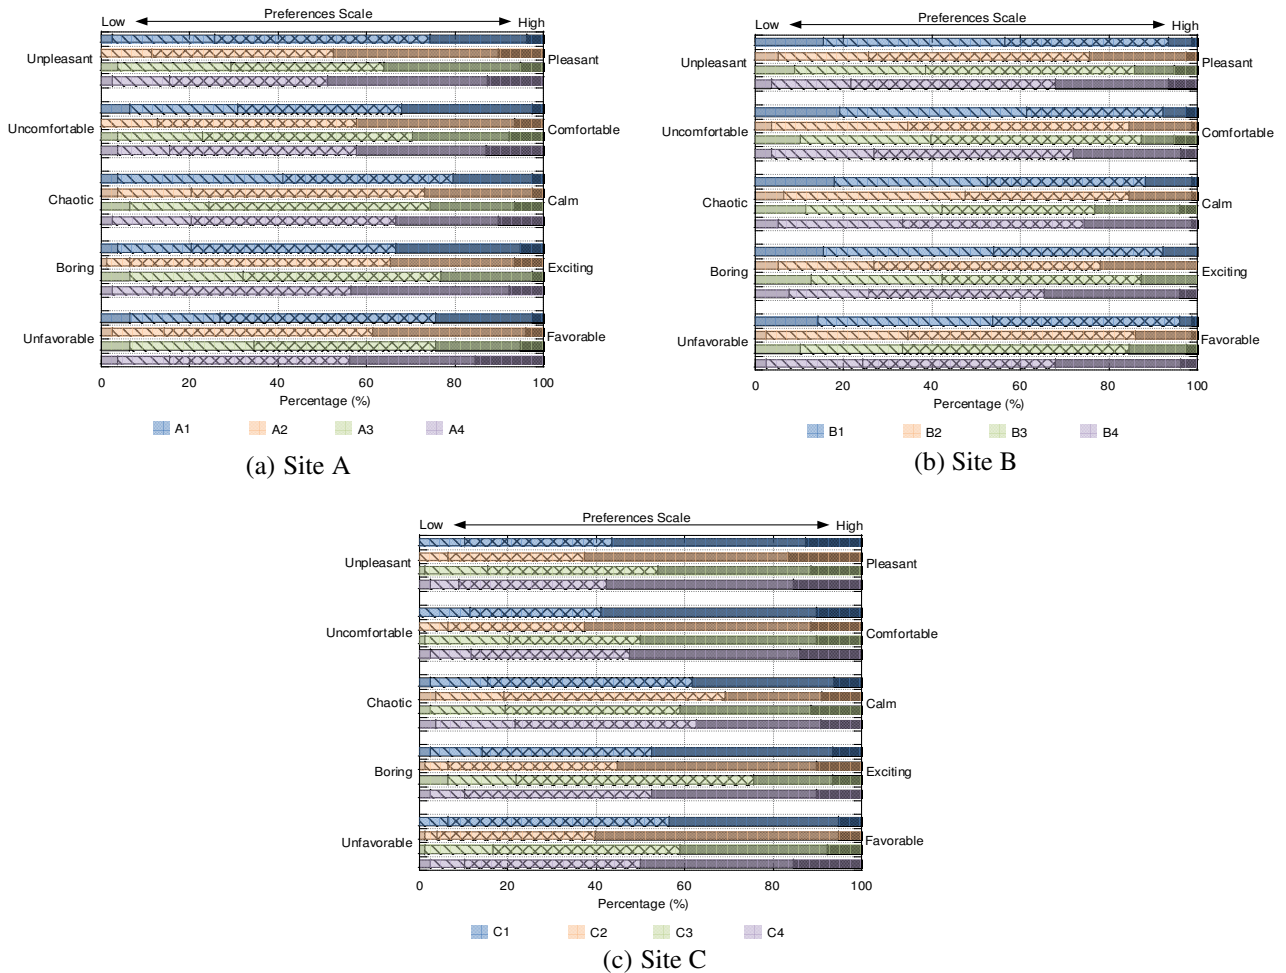 Preferences Scale
Low High
Unpleasant Pleasant
Uncomfortable Comfortable
Chaotic Calm
Boring Exciting
Unfavorable Favorable
0 20 40 60 80 100
Percentage (%)
A1 A2 A3 A4
(a) Site A
Preferences Scale
Low High
Unpleasant Pleasant
Uncomfortable Comfortable
Chaotic Calm
Boring Exciting
Unfavorable Favorable
0 20 40 60 80 100
Percentage (%)
B1 B2 B3 B4
(b) Site B
Preferences Scale
Low High
Unpleasant Pleasant
Uncomfortable Comfortable
Chaotic Calm
Boring Exciting
Unfavorable Favorable
0 20 40 60 80 100
Percentage (%)
C1 C2 C3 C4
(c) Site C